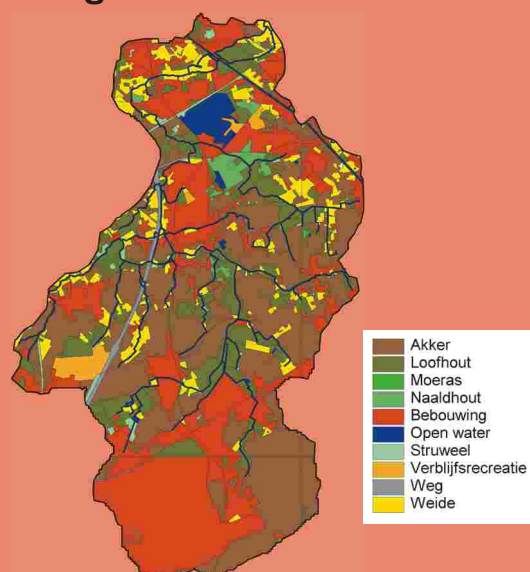 Akker
Loofhout
Moeras
Naaldhout
Bebouwing
Open water
Struweel
Verblijfsrecreatie
Weg
Weide